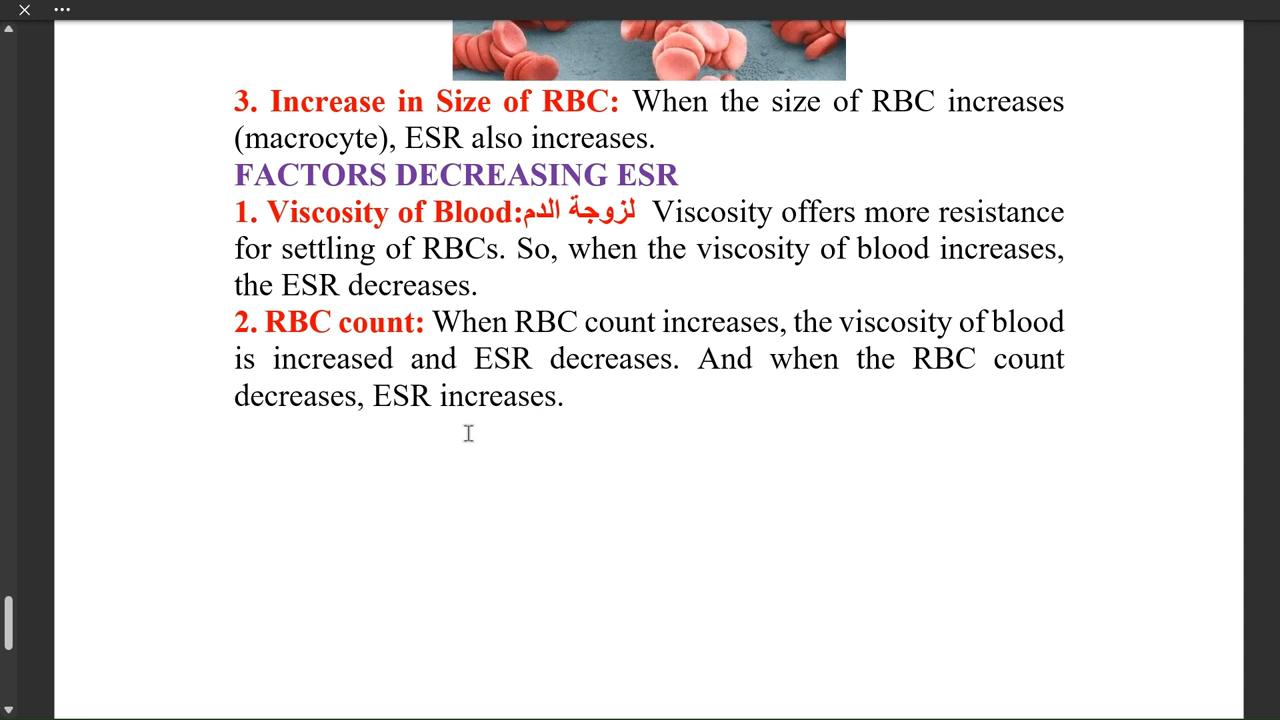 3. Increase in Size of RBC: When the size of RBC increases
(macrocyte), ESR also increases.
FACTORS DECREASING ESR
1. Viscosity of Blood:لزوجة الدم Viscosity offers more resistance
for settling of RBCs. So, when the viscosity of blood increases,
the ESR decreases.
2. RBC count: When RBC count increases, the viscosity of blood
is increased and ESR decreases. And when the RBC count
decreases, ESR increases.